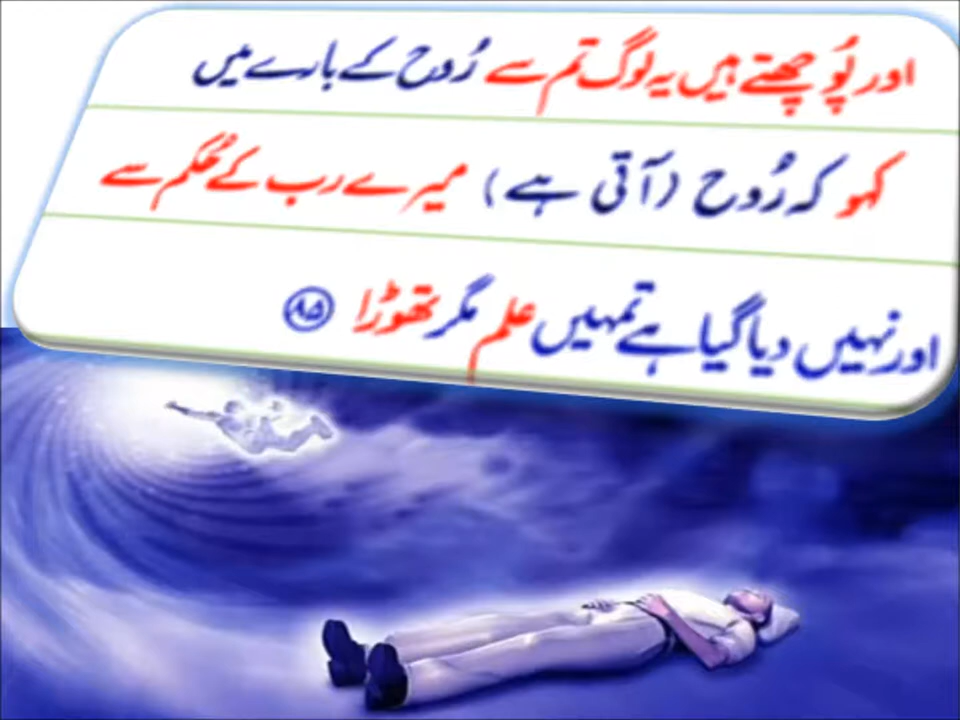 اور پُوچھتے ہیں یہ لوگ تم سے رُوح کے بارے میں
کہو کہ رُوح (آتی ہے) میرے رب کے حُکم سے
اور نہیں دیا گیا ہے تمہیں علم مگر تھوڑا ۸۵